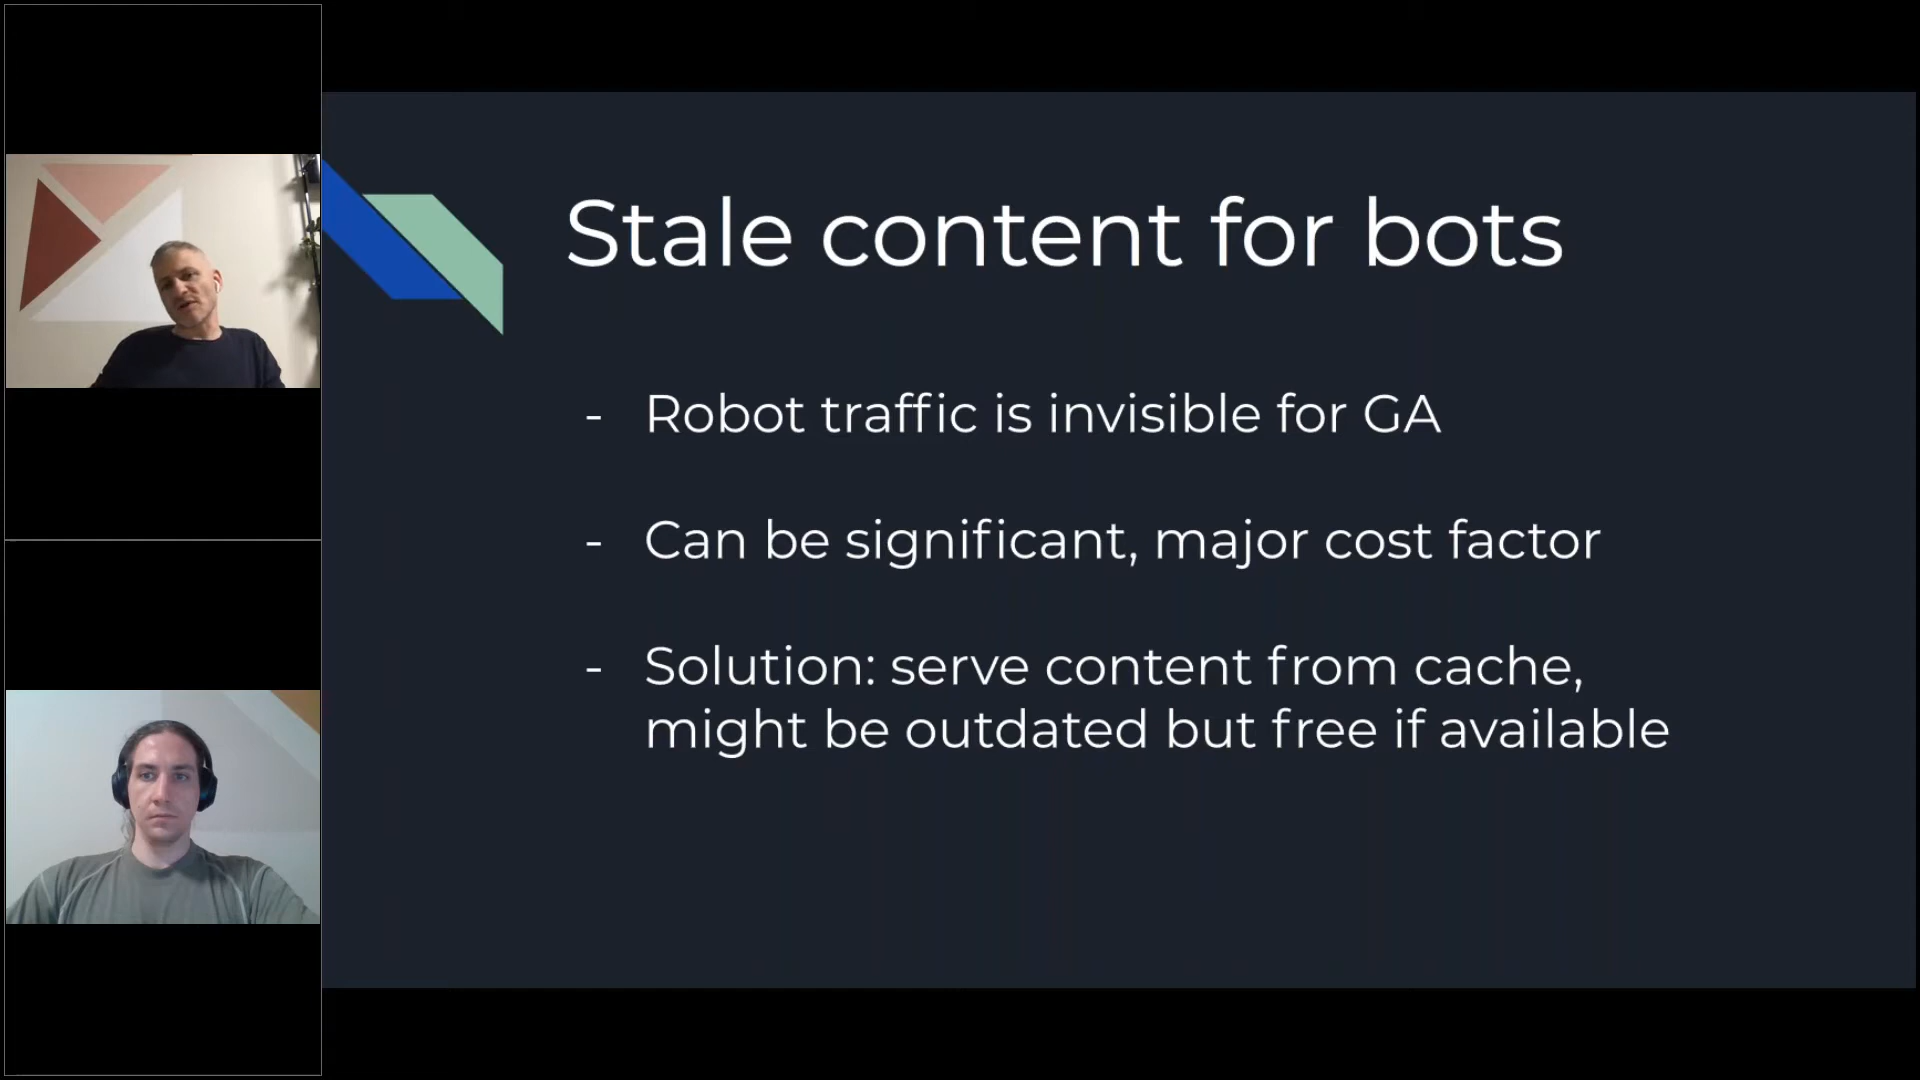 Stale content for bots
- Robot traffic is invisible for GA
- Can be significant, major cost factor
- Solution: serve content from cache,
might be outdated but free if available